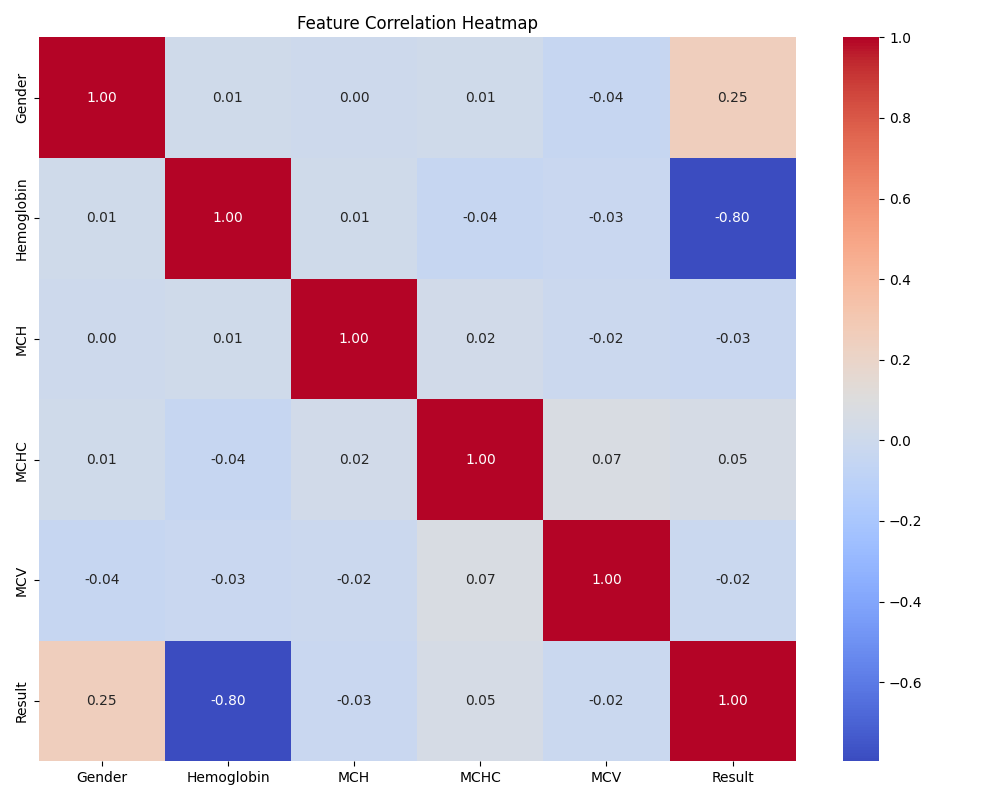 Feature Correlation Heatmap
Gender 1.00 0.01 0.00 0.01 -0.04 0.25
Hemoglobin 0.01 1.00 0.01 -0.04 -0.03 -0.80
MCH 0.00 0.01 1.00 0.02 -0.02 -0.03
MCHC 0.01 -0.04 0.02 1.00 0.07 0.05
MCV -0.04 -0.03 -0.02 0.07 1.00 -0.02
Result 0.25 -0.80 -0.03 0.05 -0.02 1.00
Gender Hemoglobin MCH MCHC MCV Result
1.0
0.8
0.6
0.4
0.2
0.0
−0.2
−0.4
−0.6